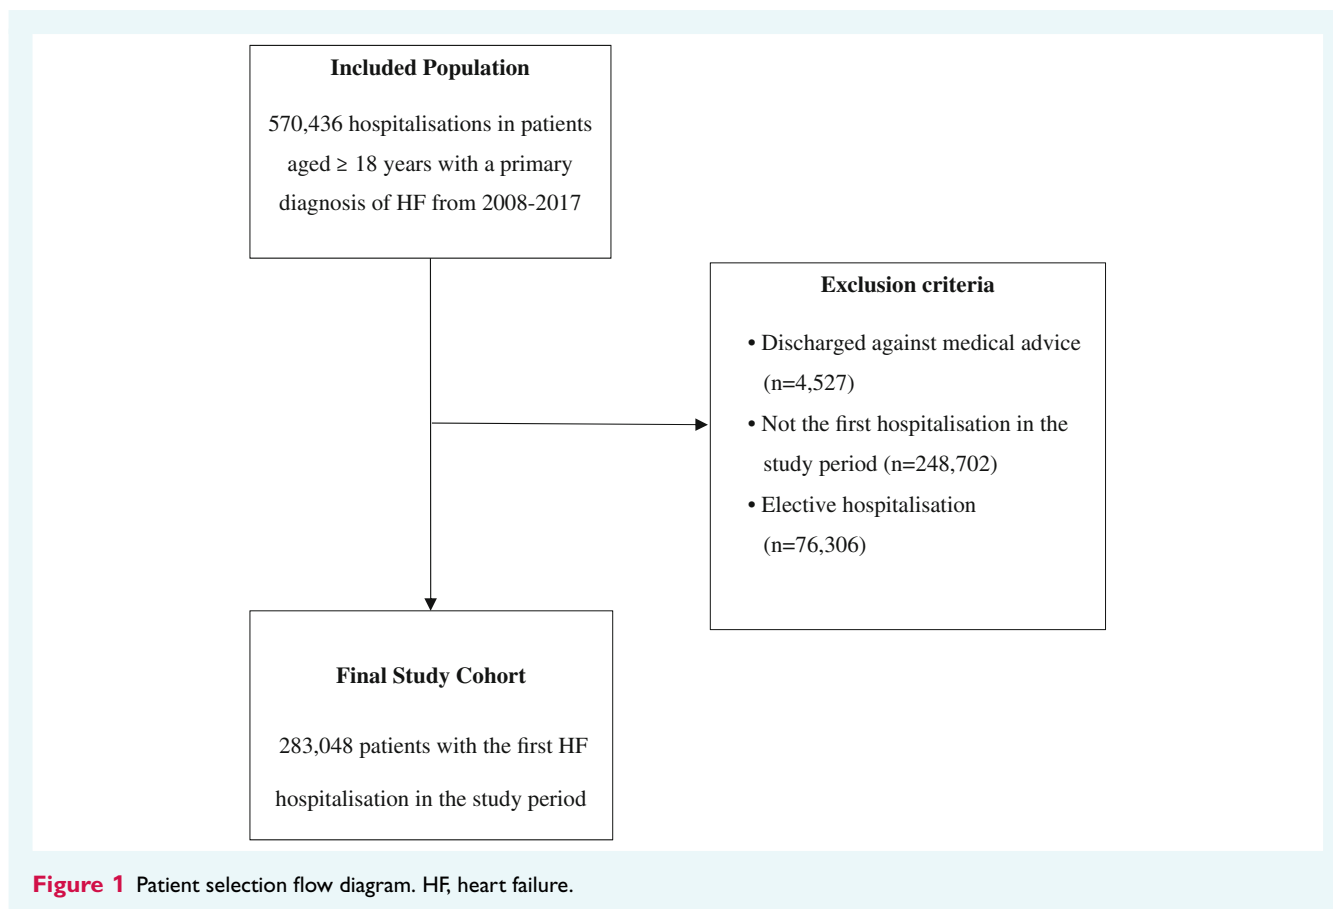 Included Population
570,436 hospitalisations in patients
aged ≥ 18 years with a primary
diagnosis of HF from 2008-2017
Exclusion criteria
• Discharged against medical advice
(n=4,527)
• Not the first hospitalisation in the
study period (n=248,702)
• Elective hospitalisation
(n=76,306)
Final Study Cohort
283,048 patients with the first HF
hospitalisation in the study period
Figure 1 Patient selection flow diagram. HF, heart failure.